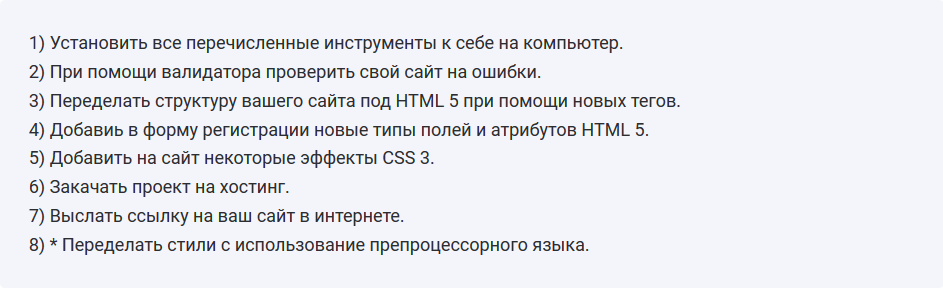 1) Установить все перечисленные инструменты к себе на компьютер.
2) При помощи валидатора проверить свой сайт на ошибки.
3) Переделать структуру вашего сайта под HTML 5 при помощи новых тегов.
4) Добавиь в форму регистрации новые типы полей и атрибутов HTML 5.
5) Добавить на сайт некоторые эффекты CSS 3.
6) Закачать проект на хостинг.
7) Выслать ссылку на ваш сайт в интернете.
8) * Переделать стили с использование препроцессорного языка.